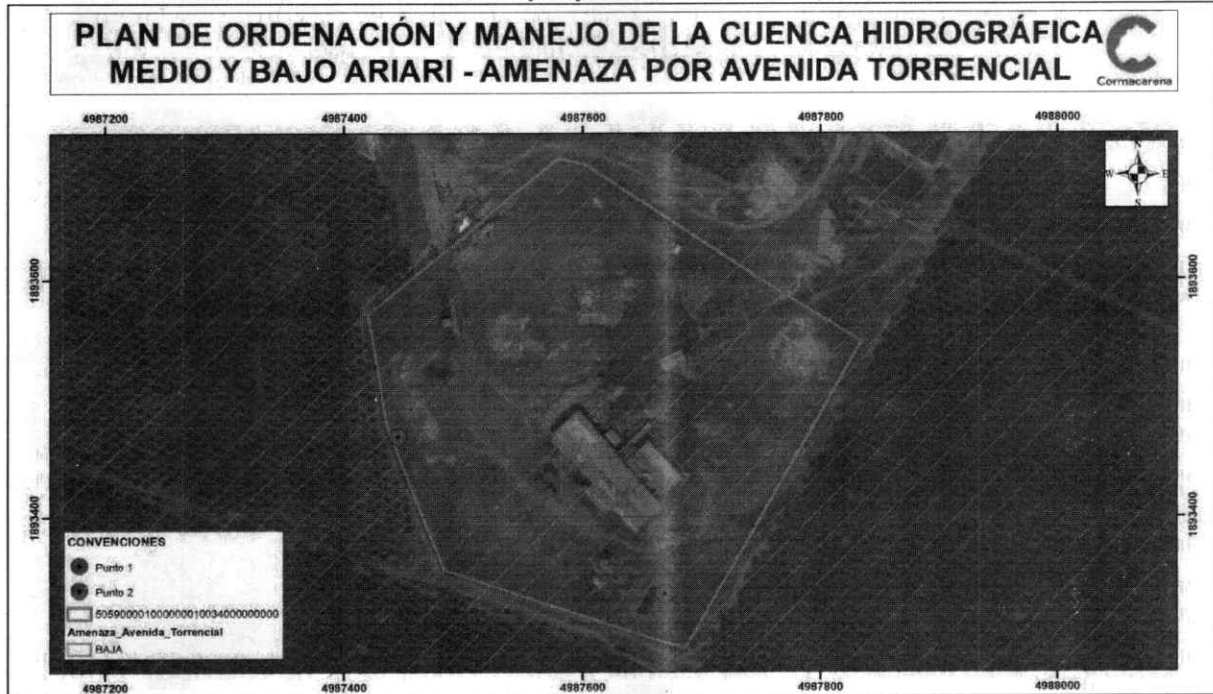 PLAN DE ORDENACIÓN Y MANEJO DE LA CUENCA HIDROGRÁFICA
MEDIO Y BAJO ARIARI - AMENAZA POR AVENIDA TORRENCIAL
Cormacarena
4987200 4987400 4987600 4987800 4988000
N
W E
S
1893600 1893600
1893400 1893400
CONVENCIONES
Punto 1
Punto 2
Amenaza_Avenida_Torrencial
BAJA
4987200 4987400 4987600 4987800 4988000